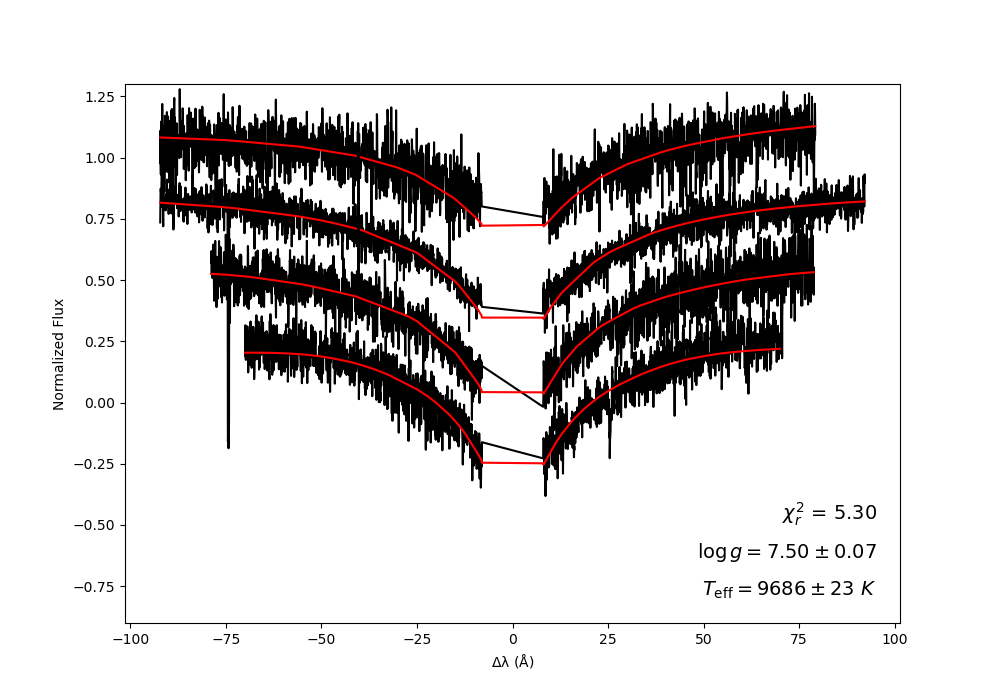 1.25
1.00
0.75
0.50
0.25
0.00
−0.25
−0.50
−0.75
Normalized Flux
χ²ᵣ = 5.30
log g = 7.50 ± 0.07
T_eff = 9686 ± 23 K
−100 −75 −50 −25 0 25 50 75 100
Δλ (Å)